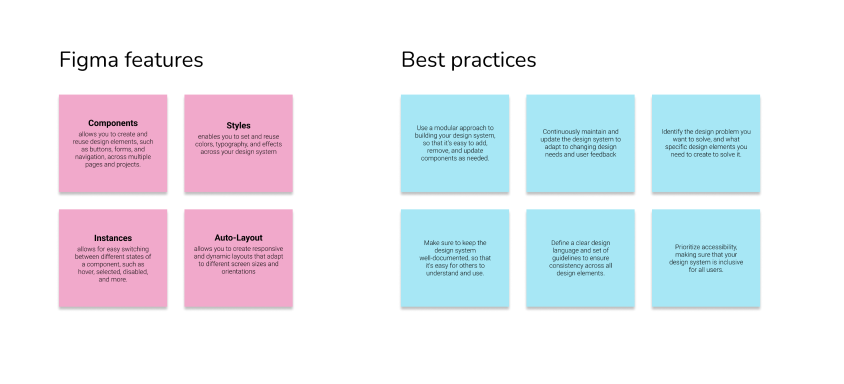 Figma features
Components
allows you to create and
reuse design elements, such
as buttons, forms, and
navigation, across multiple
pages and projects.
Styles
enables you to set and reuse
colors, typography, and effects
across your design system
Instances
allows for easy switching
between different states of
a component, such as
hover, selected, disabled,
and more.
Auto-Layout
allows you to create responsive
and dynamic layouts that adapt
to different screen sizes and
orientations
Best practices
Use a modular approach to
building your design system,
so that it's easy to add,
remove, and update
components as needed.
Continuously maintain and
update the design system to
adapt to changing design
needs and user feedback
Identify the design problem you
want to solve, and what
specific design elements you
need to create to solve it.
Make sure to keep the
design system
well-documented, so that
it's easy for others to
understand and use.
Define a clear design
language and set of
guidelines to ensure
consistency across all
design elements.
Prioritize accessibility,
making sure that your
design system is inclusive
for all users.